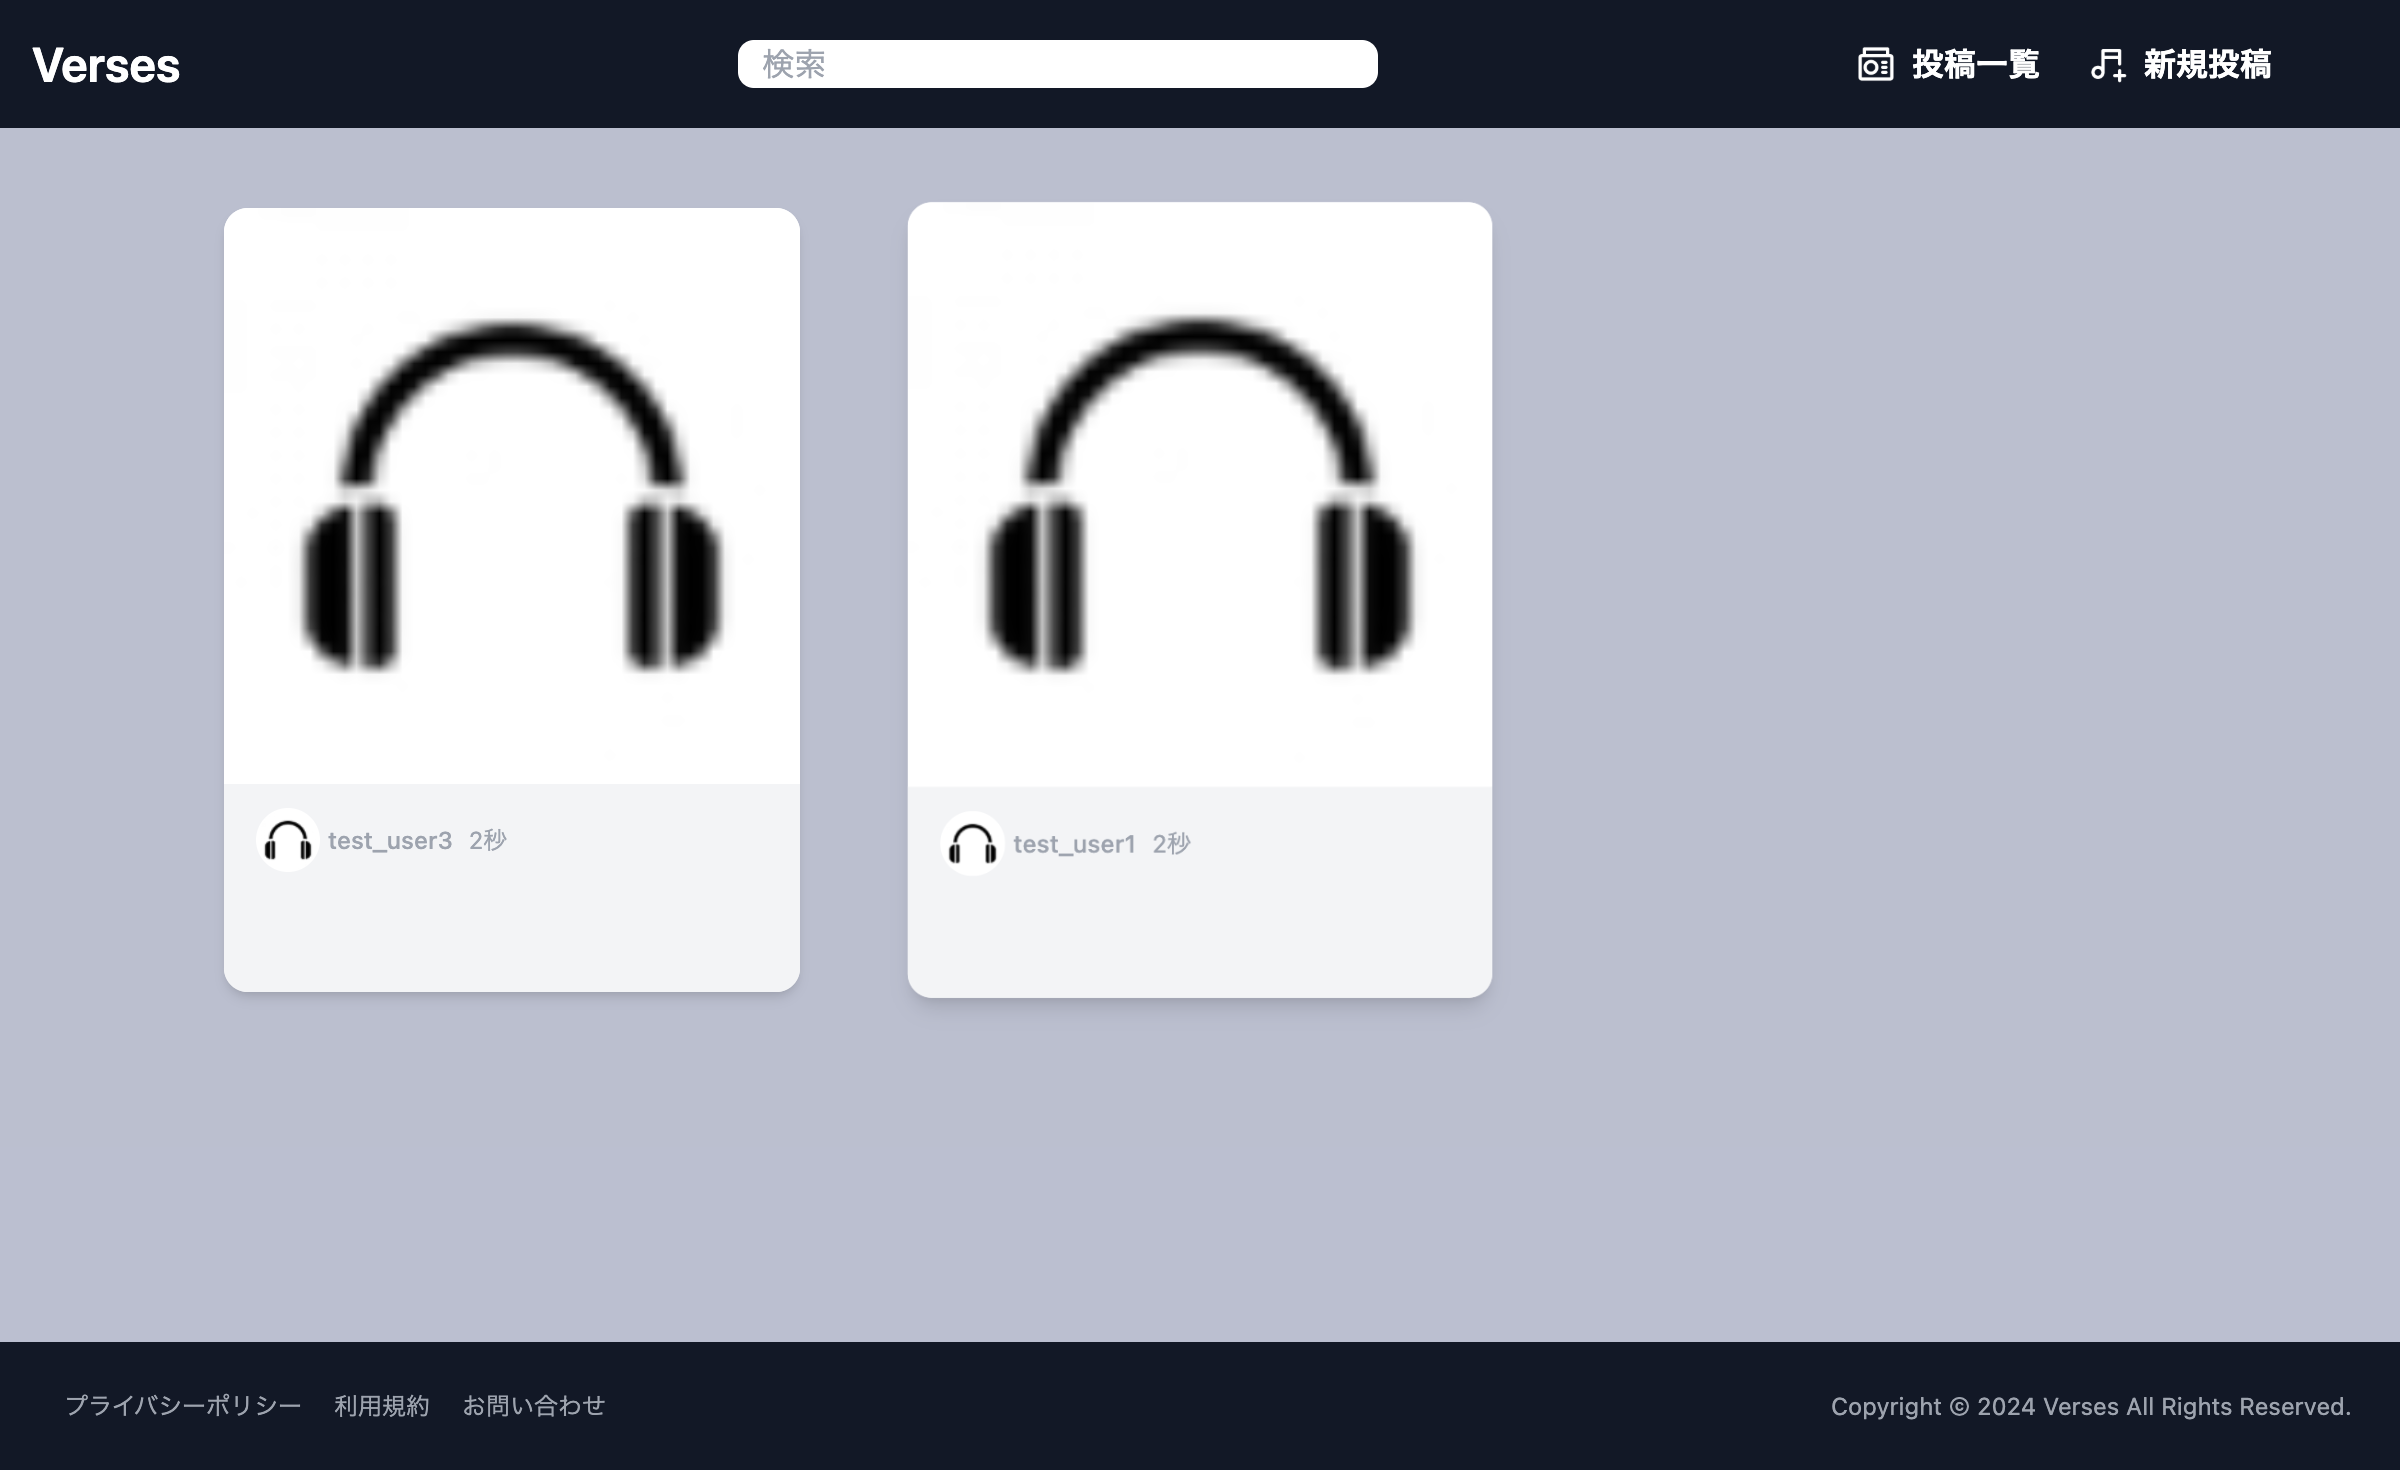 Verses
検索
投稿一覧
新規投稿
test_user3 2秒
test_user1 2秒
プライバシーポリシー 利用規約 お問い合わせ
Copyright © 2024 Verses All Rights Reserved.